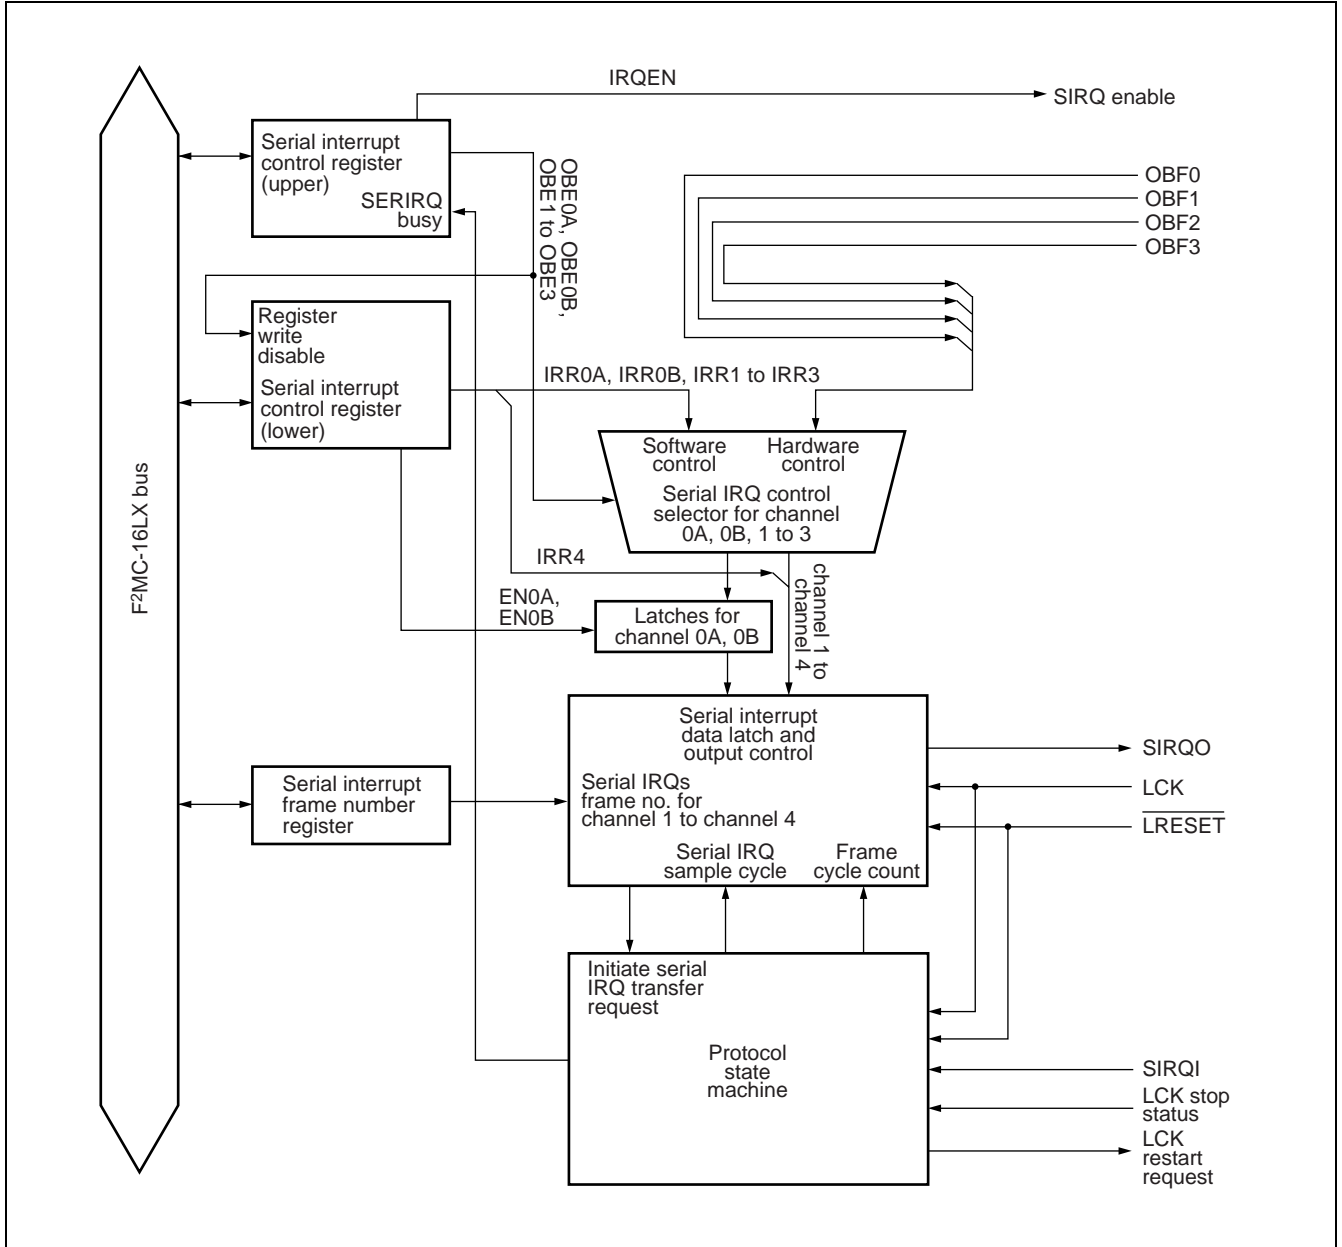 IRQEN
SIRQ enable
Serial interrupt
control register
(upper)
SERIRQ
busy
OBE0A, OBE0B,
OBE1 to OBE3
OBF0
OBF1
OBF2
OBF3
Register
write
disable
Serial interrupt
control register
(lower)
IRR0A, IRR0B, IRR1 to IRR3
Software
control
Hardware
control
Serial IRQ control
selector for channel
0A, 0B, 1 to 3
F²MC-16LX bus
IRR4
EN0A,
EN0B
Latches for
channel 0A, 0B
channel 1 to
channel 4
Serial interrupt
data latch and
output control
SIRQO
Serial interrupt
frame number
register
Serial IRQs
frame no. for
channel 1 to channel 4
LCK
LRESET
Serial IRQ
sample cycle
Frame
cycle count
Initiate serial
IRQ transfer
request
Protocol
state
machine
SIRQI
LCK stop
status
LCK
restart
request